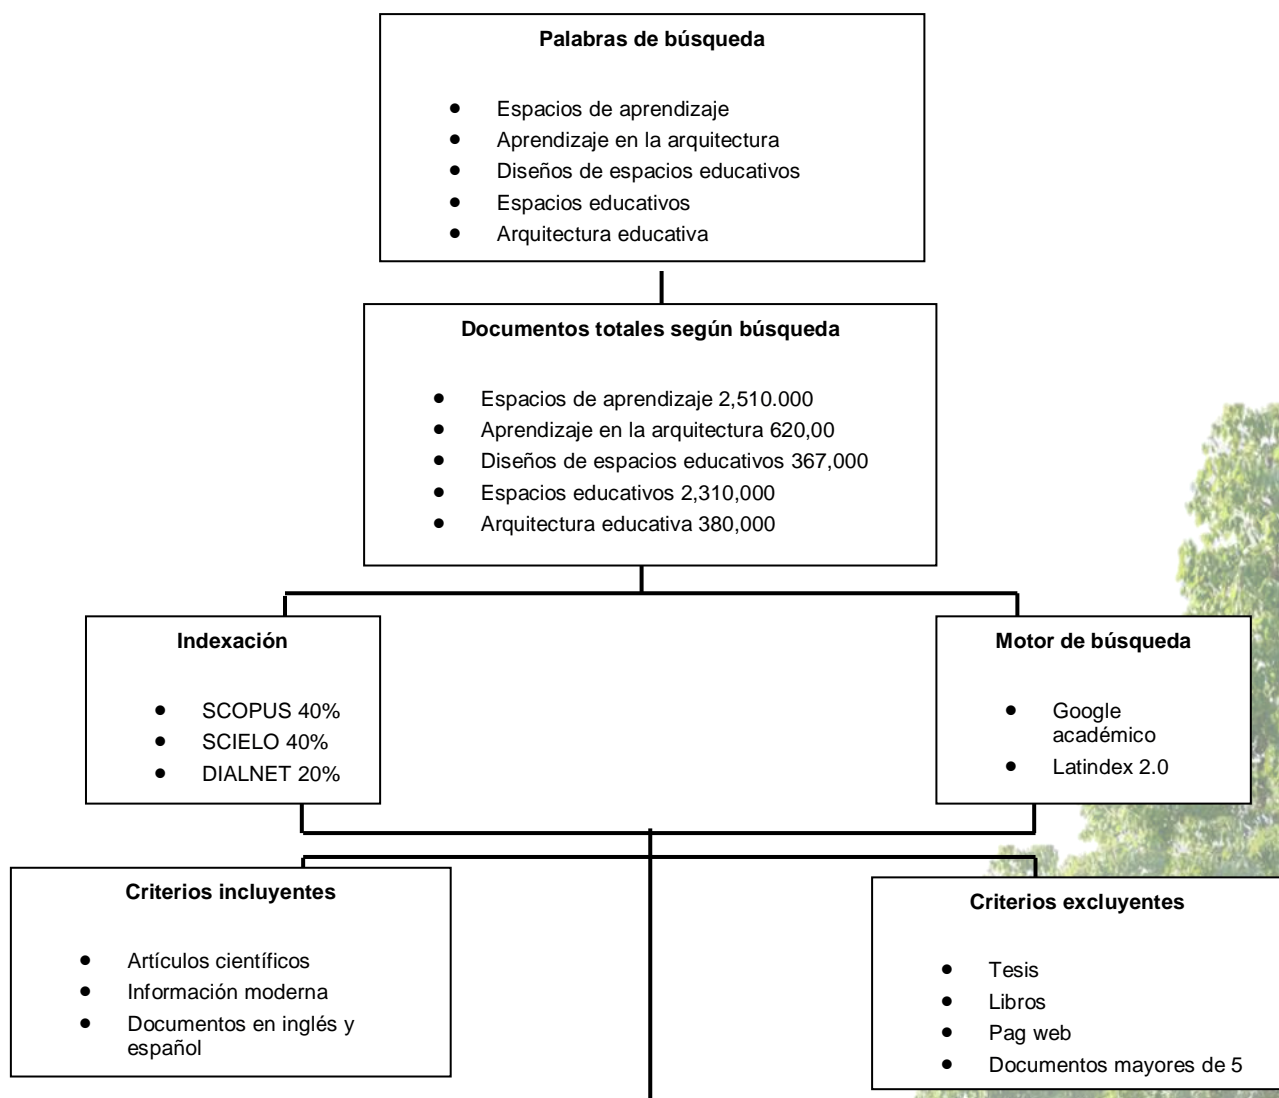 Palabras de búsqueda
● Espacios de aprendizaje
● Aprendizaje en la arquitectura
● Diseños de espacios educativos
● Espacios educativos
● Arquitectura educativa
Documentos totales según búsqueda
● Espacios de aprendizaje 2,510.000
● Aprendizaje en la arquitectura 620,00
● Diseños de espacios educativos 367,000
● Espacios educativos 2,310,000
● Arquitectura educativa 380,000
Indexación
● SCOPUS 40%
● SCIELO 40%
● DIALNET 20%
Motor de búsqueda
● Google
académico
● Latindex 2.0
Criterios incluyentes
● Artículos científicos
● Información moderna
● Documentos en inglés y
español
Criterios excluyentes
● Tesis
● Libros
● Pag web
● Documentos mayores de 5